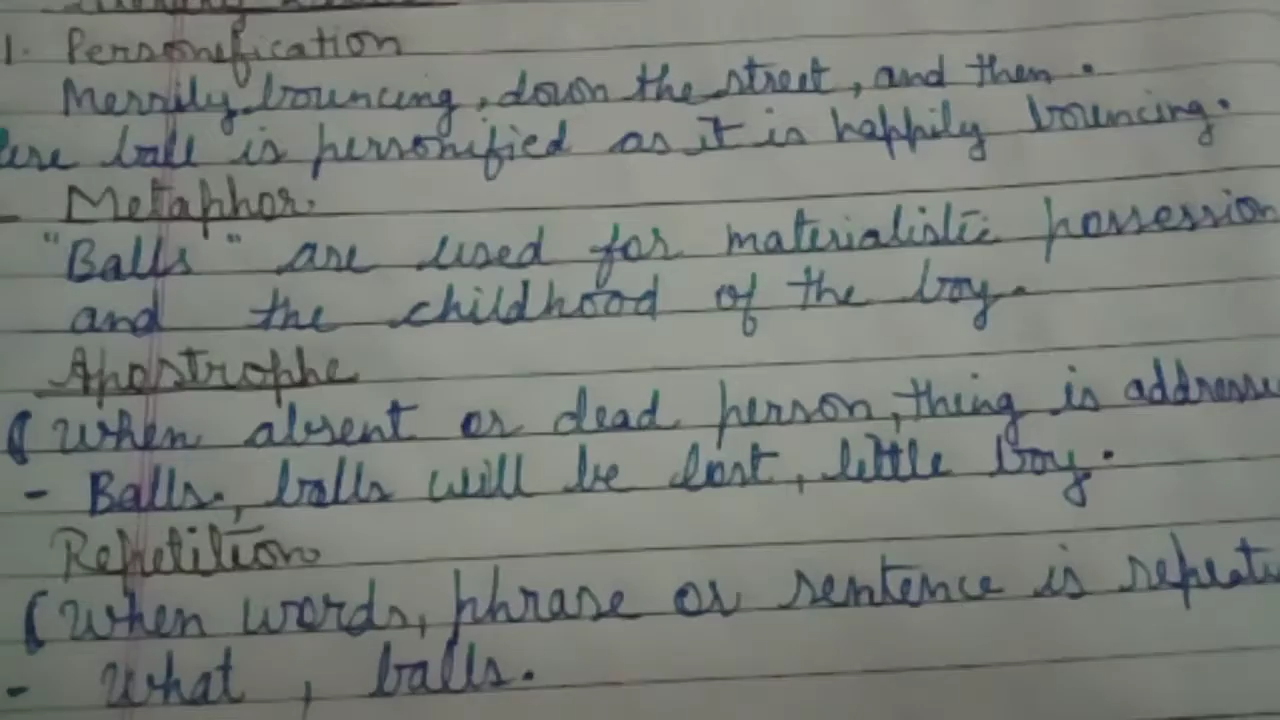 1. Personification
Merrily bouncing, down the street, and then.
ere ball is personified as it is happily bouncing.
- Metaphor.
"Balls" are used for materialistic possession
and the childhood of the boy.
Apostrophe
(When absent or dead person, thing is addresse
- Balls, balls will be lost, little boy.
Repetition
(When words, phrase or sentence is repeate
- What, balls.